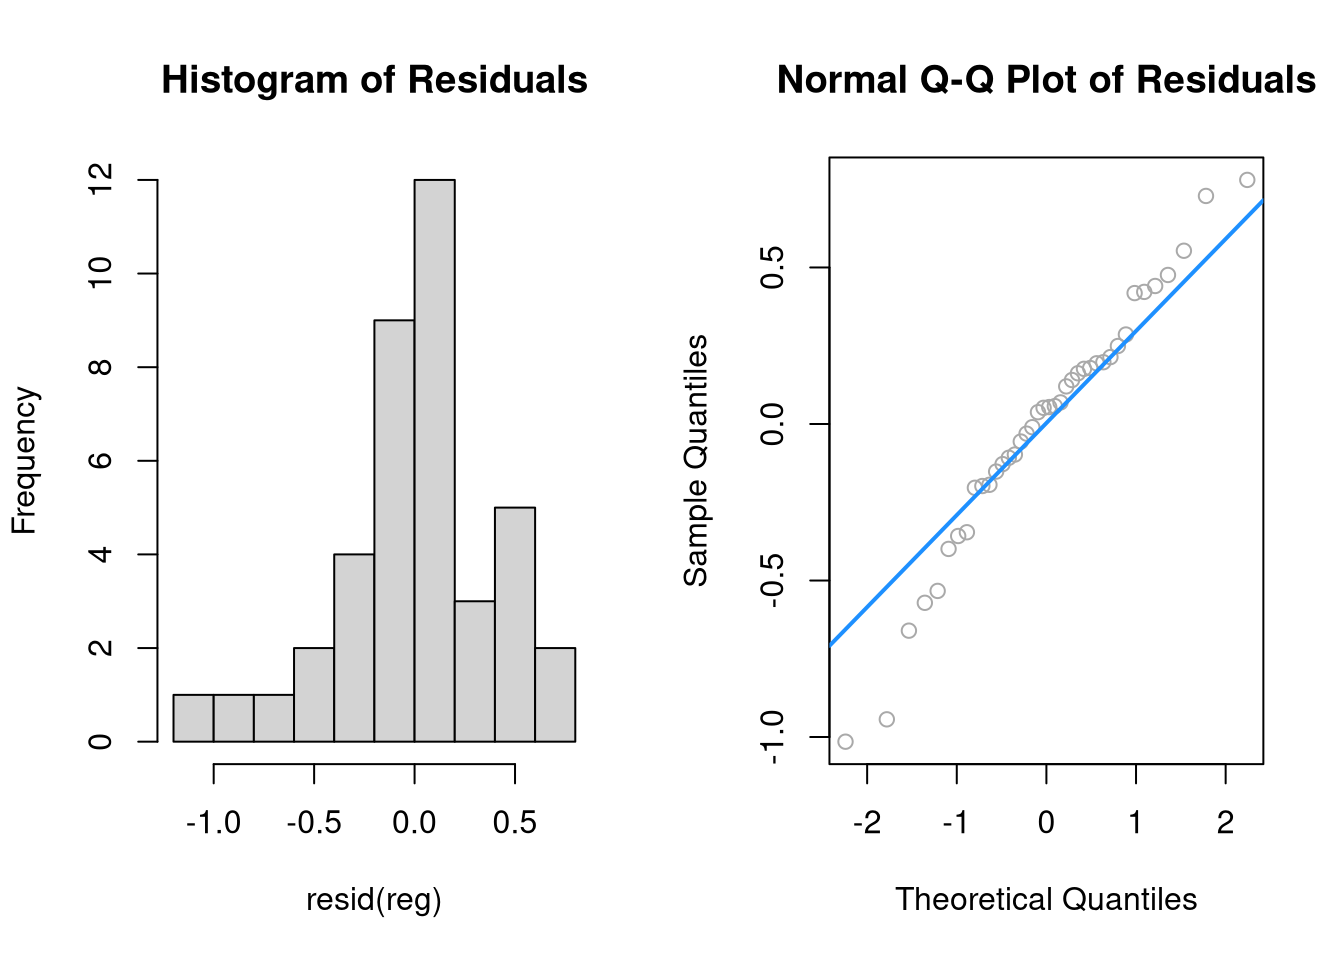 Histogram of Residuals
Frequency
0 2 4 6 8 10 12
-1.0 -0.5 0.0 0.5
resid(reg)
Normal Q-Q Plot of Residuals
Sample Quantiles
-1.0 -0.5 0.0 0.5
-2 -1 0 1 2
Theoretical Quantiles